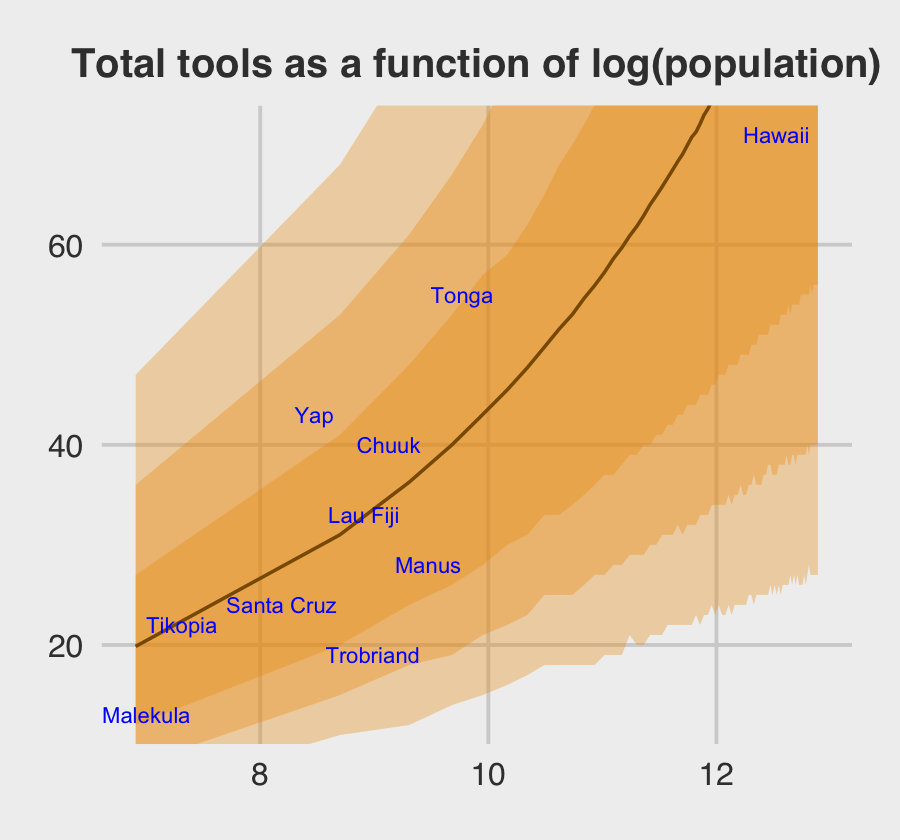 Total tools as a function of log(population)
Hawaii
60
Tonga
Yap
40
Chuuk
Lau Fiji
Manus
Santa Cruz
Tikopia
20
Trobriand
Malekula
8
10
12